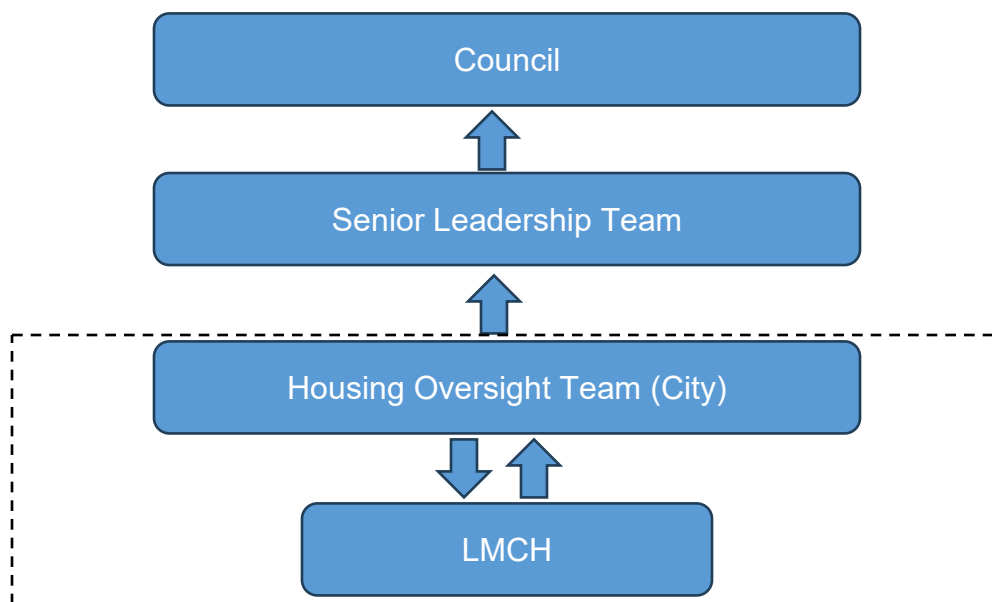 Council
Senior Leadership Team
Housing Oversight Team (City)
LMCH